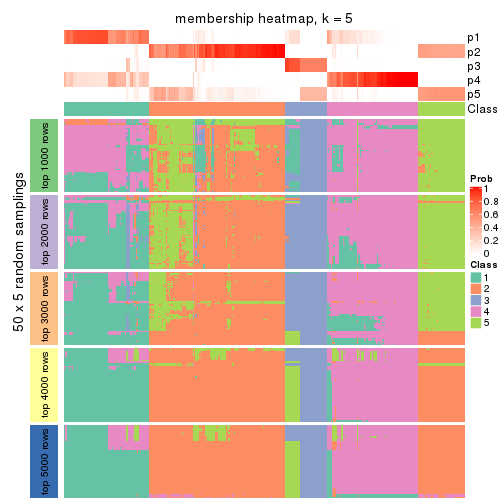 membership heatmap, k = 5
p1
p2
p3
p4
p5
Class
50 x 5 random samplings
top 1000 rows
top 2000 rows
top 3000 rows
top 4000 rows
top 5000 rows
Prob
1
0.8
0.6
0.4
0.2
0
Class
1
2
3
4
5